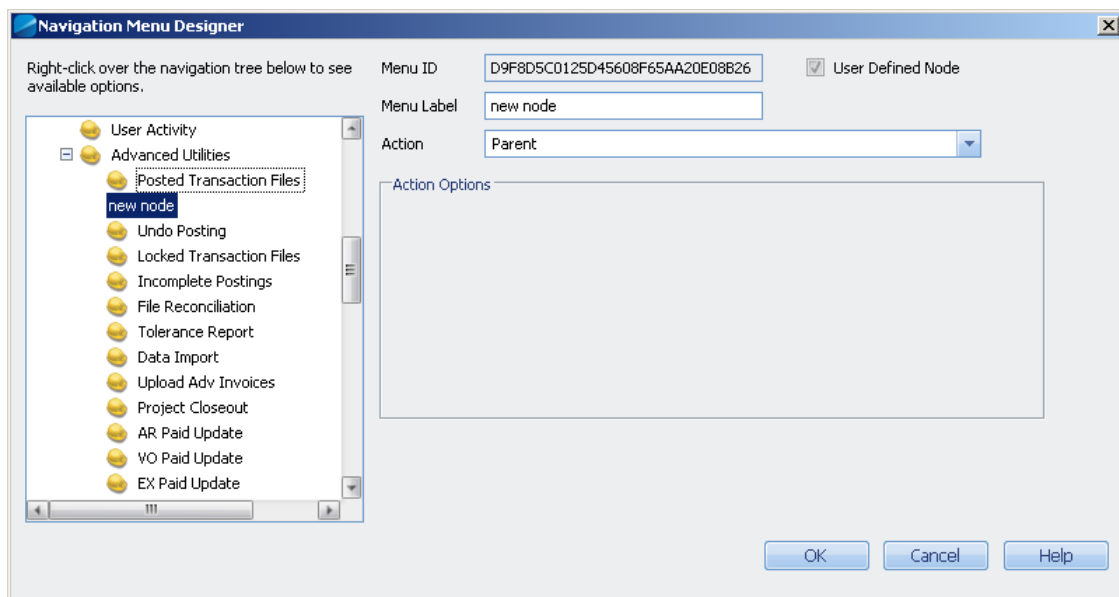 Navigation Menu Designer
Right-click over the navigation tree below to see
available options.
User Activity
Advanced Utilities
Posted Transaction Files
new node
Undo Posting
Locked Transaction Files
Incomplete Postings
File Reconciliation
Tolerance Report
Data Import
Upload Adv Invoices
Project Closeout
AR Paid Update
VO Paid Update
EX Paid Update
Menu ID D9F8D5C0125D45608F65AA20E08B26 User Defined Node
Menu Label new node
Action Parent
Action Options
OK Cancel Help